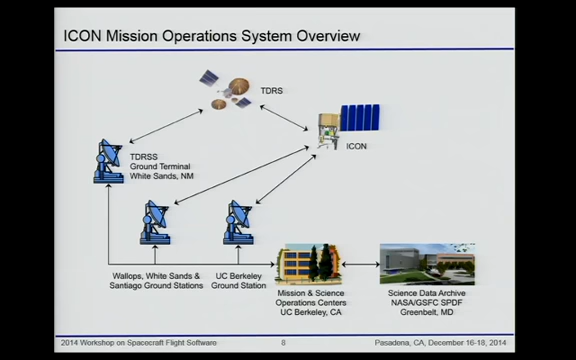 ICON Mission Operations System Overview
TDRS
ICON
TDRSS
Ground Terminal
White Sands, NM
Wallops, White Sands &
Santiago Ground Stations
UC Berkeley
Ground Station
Mission & Science
Operations Centers
UC Berkeley, CA
Science Data Archive
NASA/GSFC SPDF
Greenbelt, MD
2014 Workshop on Spacecraft Flight Software
8
Pasadena, CA, December 16-18, 2014